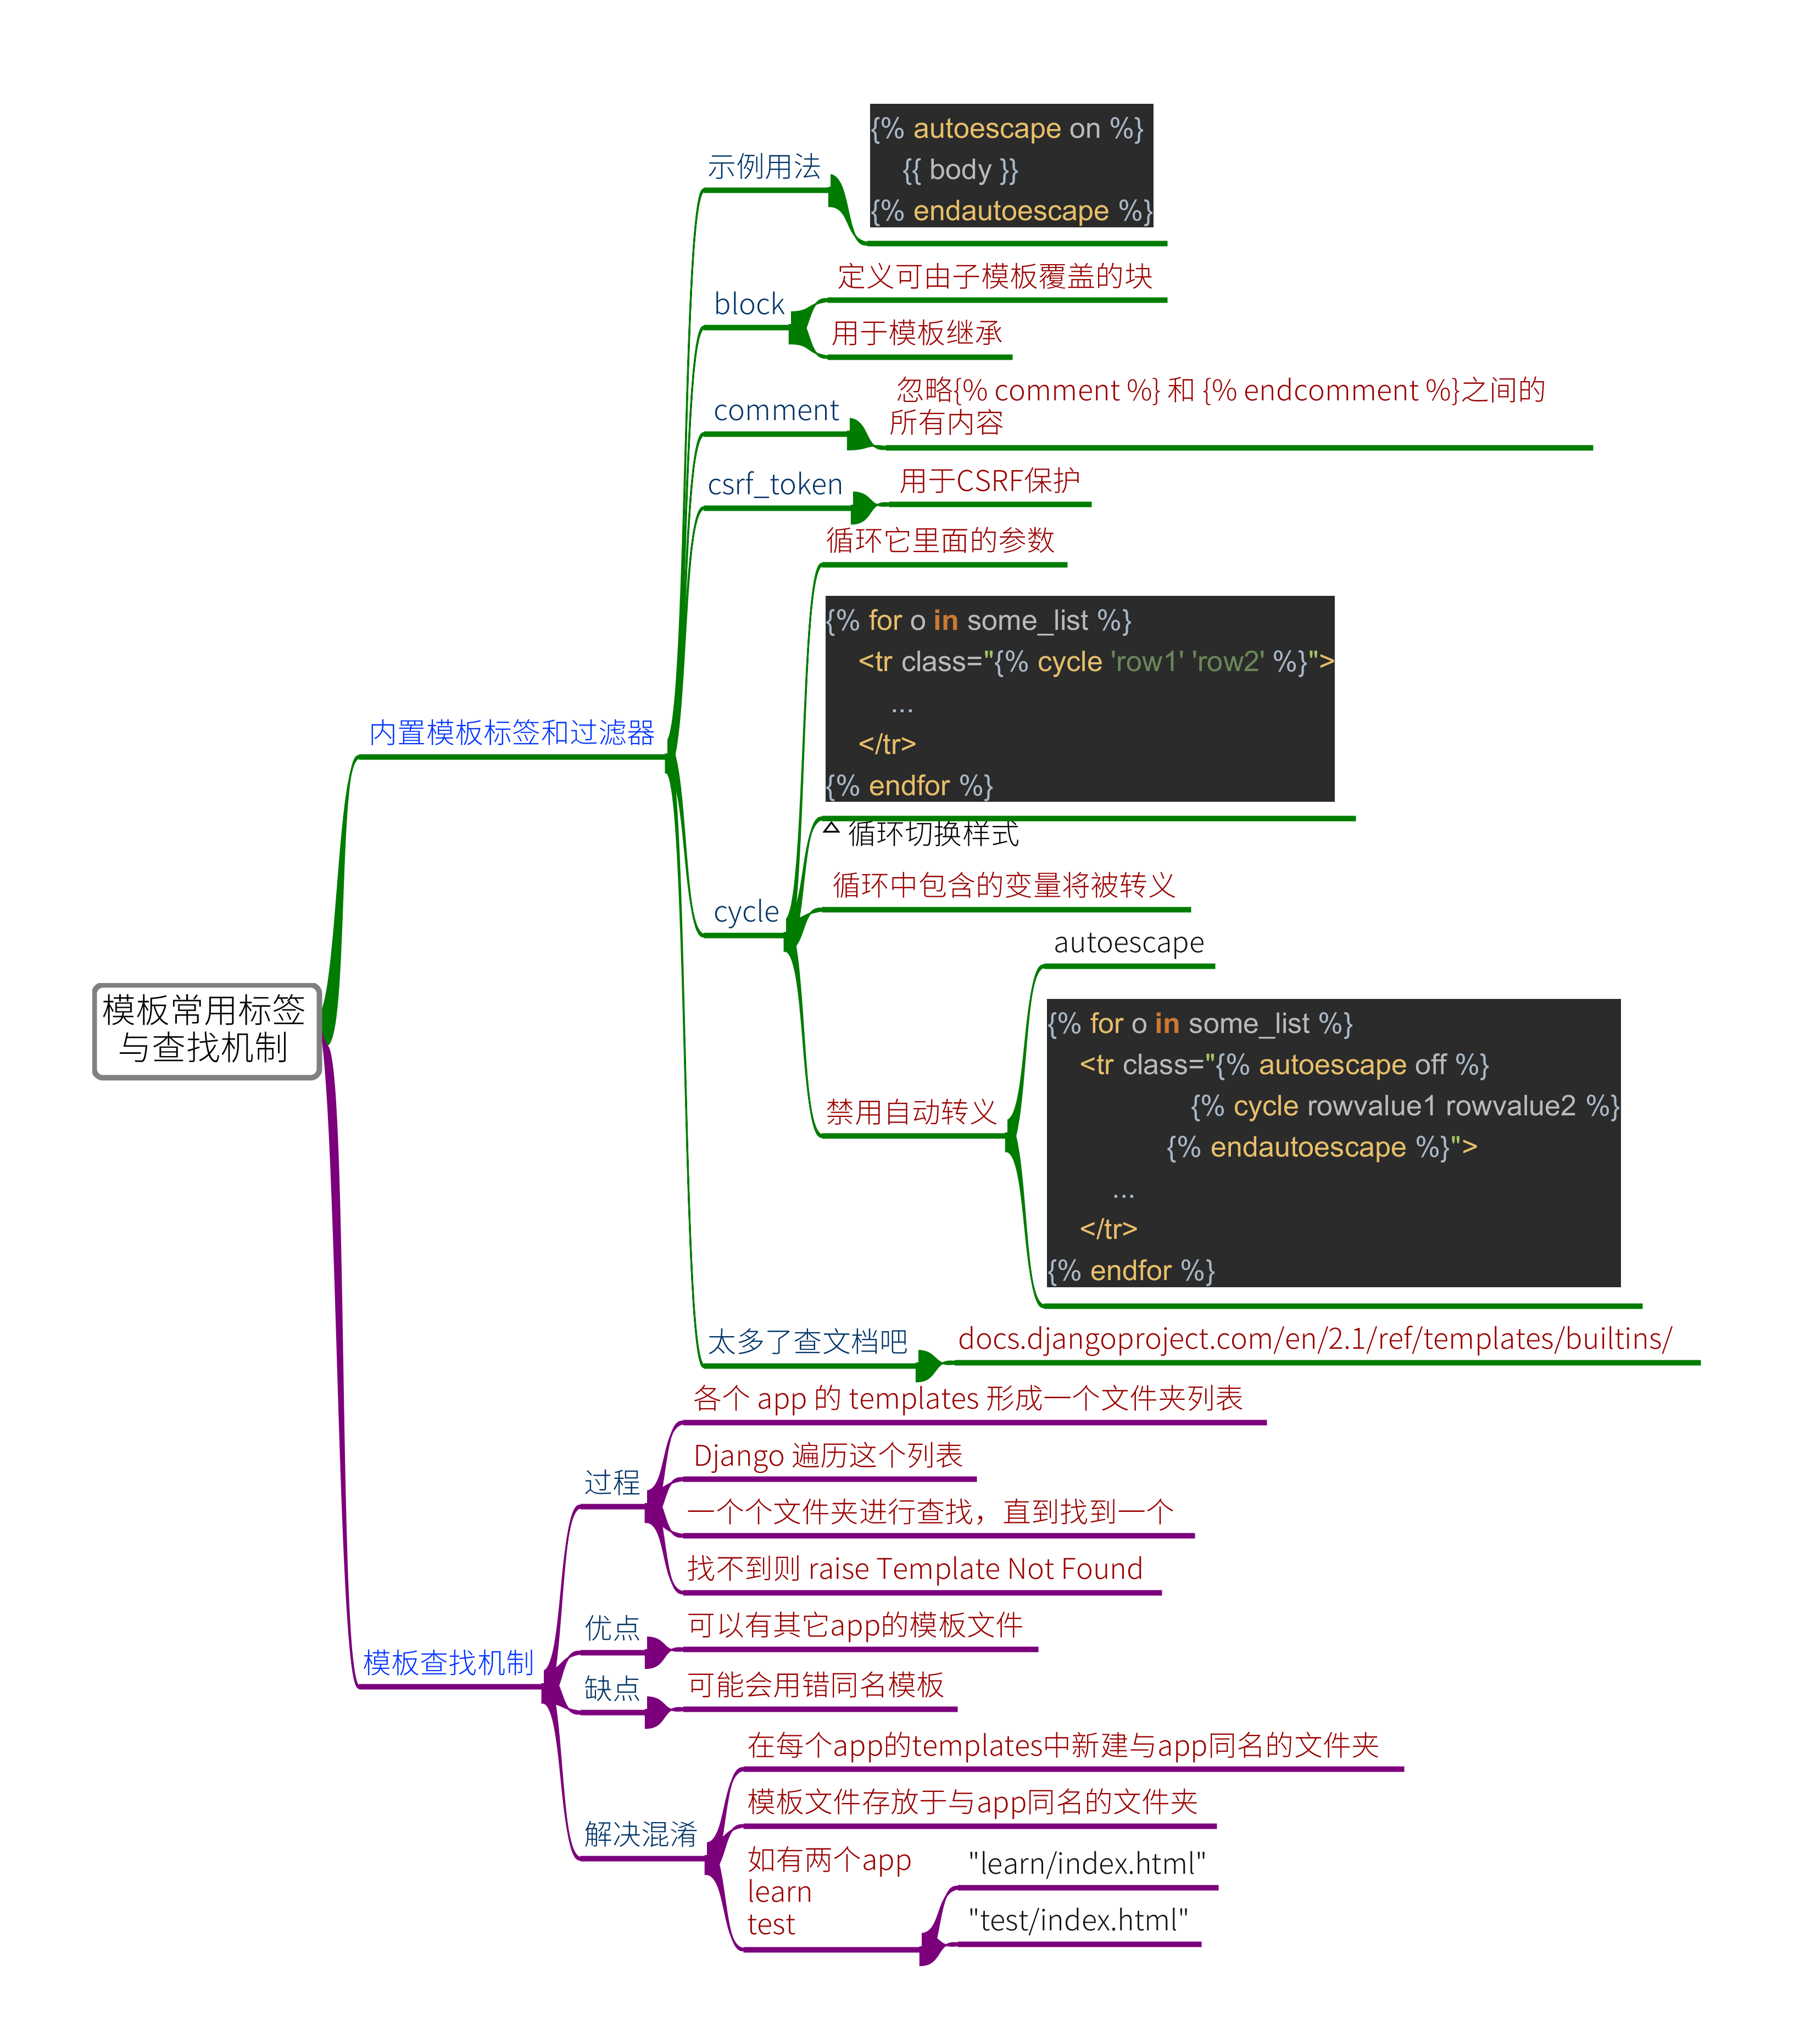 模板常用标签
与查找机制
内置模板标签和过滤器
示例用法
{% autoescape on %}
{{ body }}
{% endautoescape %}
block
定义可由子模板覆盖的块
用于模板继承
comment
忽略{% comment %} 和 {% endcomment %}之间的
所有内容
csrf_token
用于CSRF保护
cycle
循环它里面的参数
{% for o in some_list %}
<tr class="{% cycle 'row1' 'row2' %}">
...
</tr>
{% endfor %}
循环切换样式
循环中包含的变量将被转义
禁用自动转义
autoescape
{% for o in some_list %}
<tr class="{% autoescape off %}
{% cycle rowvalue1 rowvalue2 %}
{% endautoescape %}">
...
</tr>
{% endfor %}
太多了查文档吧
docs.djangoproject.com/en/2.1/ref/templates/builtins/
模板查找机制
过程
各个 app 的 templates 形成一个文件夹列表
Django 遍历这个列表
一个个文件夹进行查找，直到找到一个
找不到则 raise Template Not Found
优点
可以有其它app的模板文件
缺点
可能会用错同名模板
解决混淆
在每个app的templates中新建与app同名的文件夹
模板文件存放于与app同名的文件夹
如有两个app
learn
test
"learn/index.html"
"test/index.html"